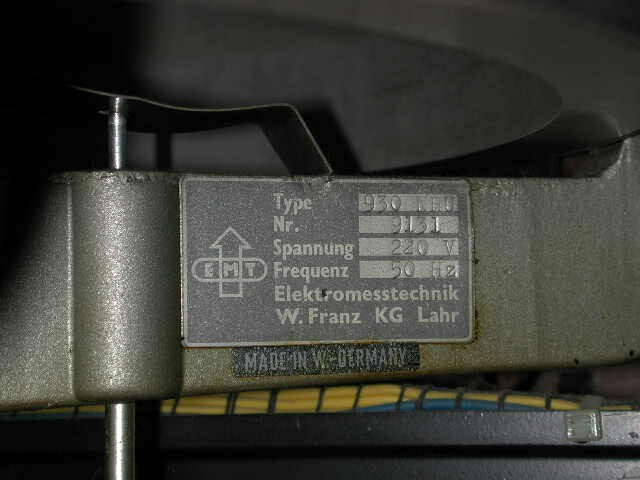 Type 930
Nr. 9131
Spannung 220 V
Frequenz 50 Hz
EMT
Elektromesstechnik
W. Franz KG Lahr
MADE IN W.-GERMANY